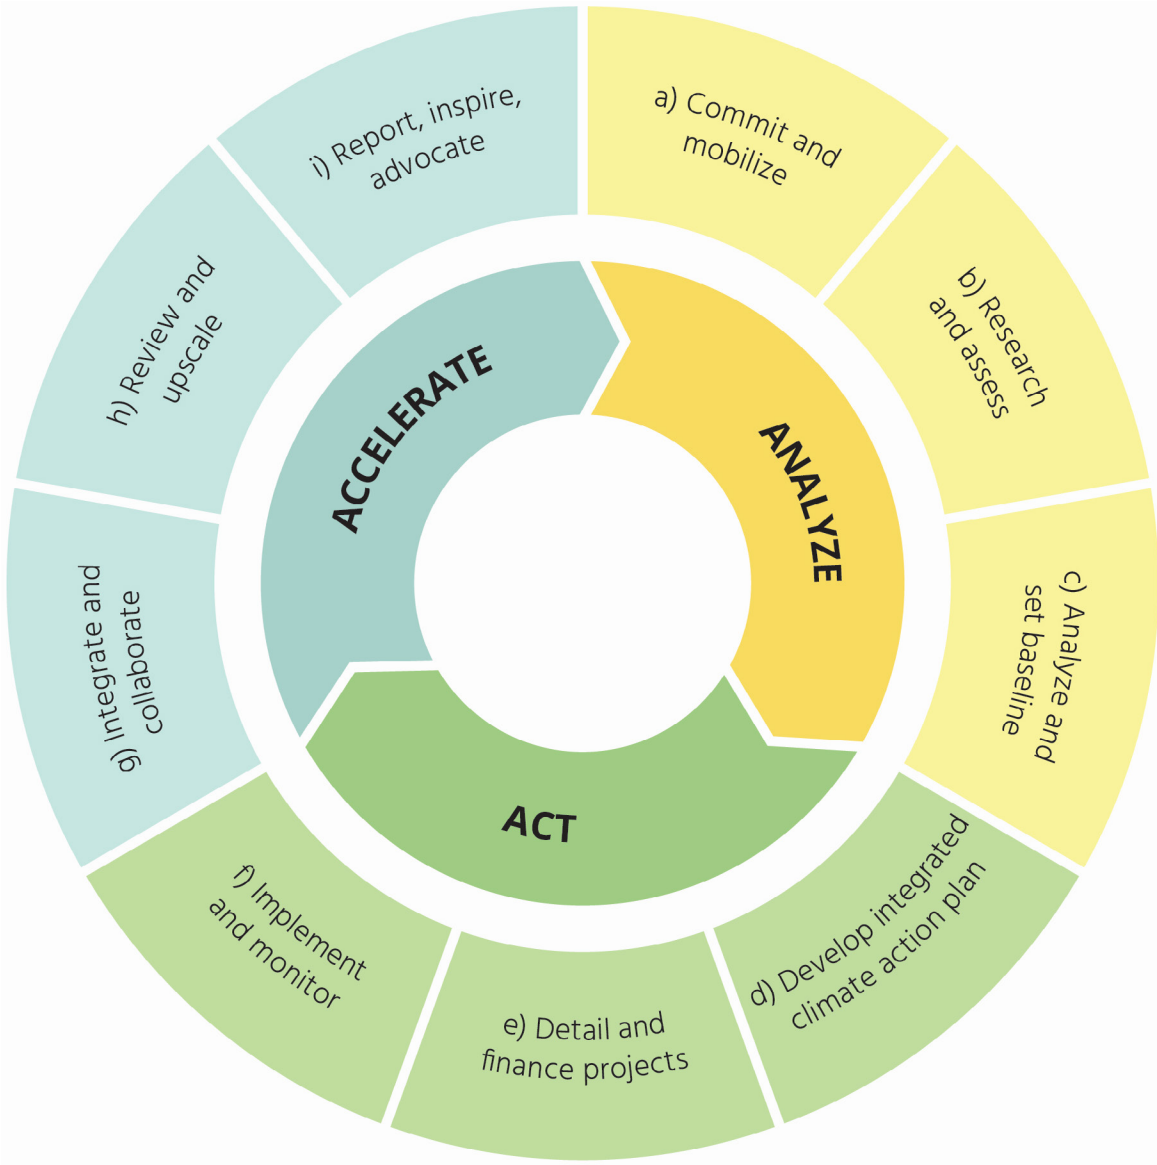 a) Commit and
mobilize
b) Research
and assess
c) Analyze and
set baseline
d) Develop integrated
climate action plan
e) Detail and
finance projects
f) Implement
and monitor
g) Integrate and
collaborate
h) Review and
upscale
i) Report, inspire,
advocate
ANALYZE
ACT
ACCELERATE